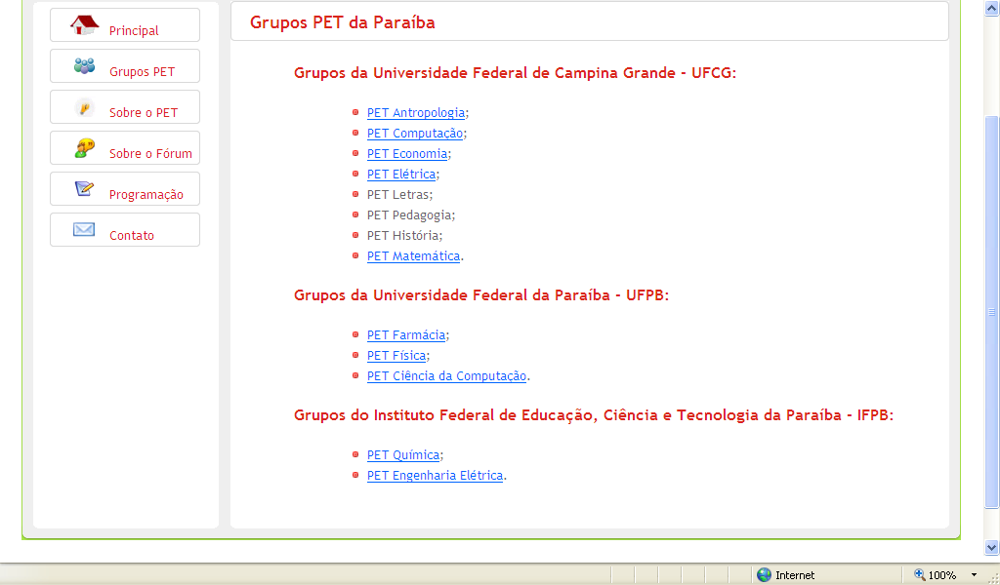 Principal
Grupos PET
Sobre o PET
Sobre o Fórum
Programação
Contato
Grupos PET da Paraíba
Grupos da Universidade Federal de Campina Grande - UFCG:
PET Antropologia;
PET Computação;
PET Economia;
PET Elétrica;
PET Letras;
PET Pedagogia;
PET História;
PET Matemática.
Grupos da Universidade Federal da Paraíba - UFPB:
PET Farmácia;
PET Física;
PET Ciência da Computação.
Grupos do Instituto Federal de Educação, Ciência e Tecnologia da Paraíba - IFPB:
PET Química;
PET Engenharia Elétrica.
Internet
100%